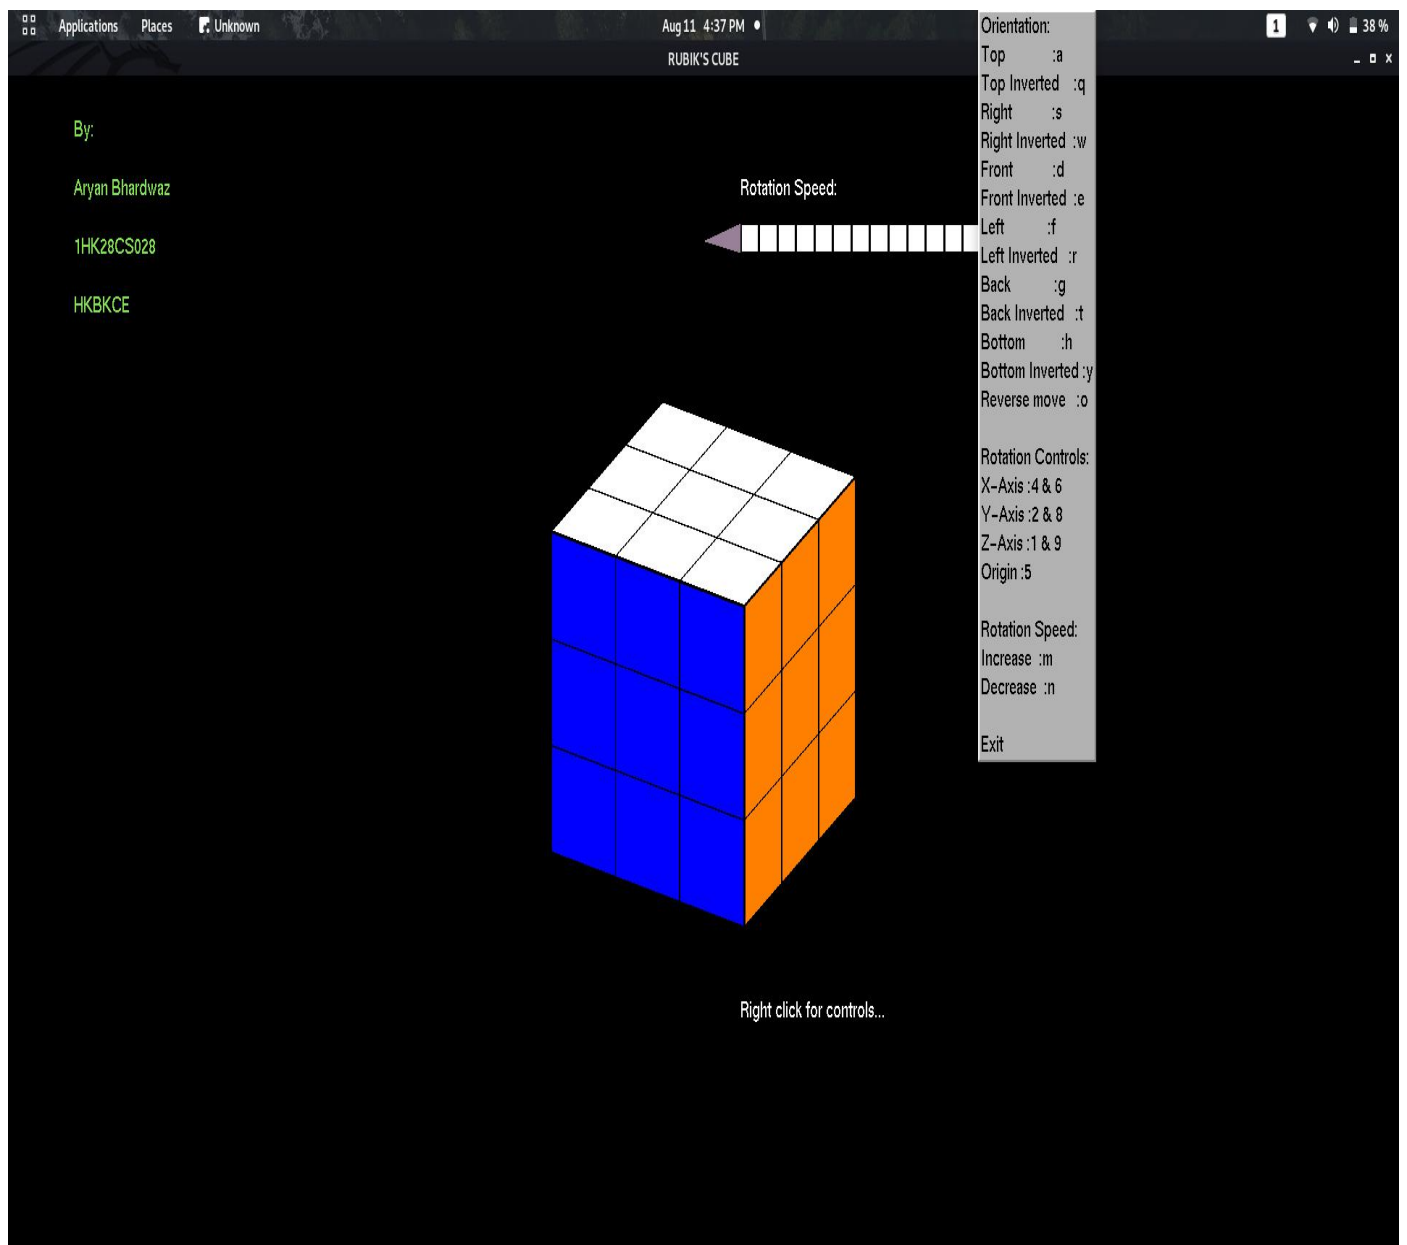 Applications Places Unknown Aug 11 4:37 PM 1 38 %
RUBIK'S CUBE
By:
Aryan Bhardwaz
1HK28CS028
HKBKCE
Rotation Speed:
Orientation:
Top :a
Top Inverted :q
Right :s
Right Inverted :w
Front :d
Front Inverted :e
Left :f
Left Inverted :r
Back :g
Back Inverted :t
Bottom :h
Bottom Inverted :y
Reverse move :o
Rotation Controls:
X-Axis :4 & 6
Y-Axis :2 & 8
Z-Axis :1 & 9
Origin :5
Rotation Speed:
Increase :m
Decrease :n
Exit
Right click for controls...